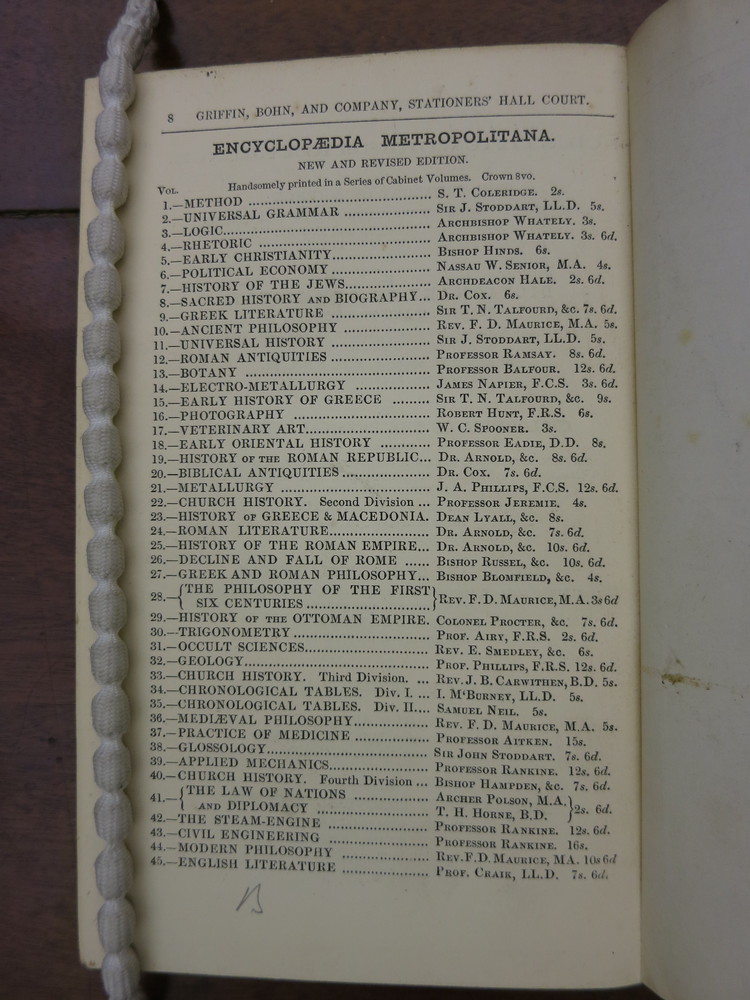 8 GRIFFIN, BOHN, AND COMPANY, STATIONERS' HALL COURT.
ENCYCLOPÆDIA METROPOLITANA.
NEW AND REVISED EDITION.
Handsomely printed in a Series of Cabinet Volumes. Crown 8vo.
VOL.
1.—METHOD .......... S. T. COLERIDGE. 2s.
2.—UNIVERSAL GRAMMAR .......... SIR J. STODDART, LL.D. 5s.
3.—LOGIC.......... ARCHBISHOP WHATELY. 3s.
4.—RHETORIC .......... ARCHBISHOP WHATELY. 3s. 6d.
5.—EARLY CHRISTIANITY.......... BISHOP HINDS. 6s.
6.—POLITICAL ECONOMY .......... NASSAU W. SENIOR, M.A. 4s.
7.—HISTORY OF THE JEWS.......... ARCHDEACON HALE. 2s. 6d.
8.—SACRED HISTORY AND BIOGRAPHY... DR. COX. 6s.
9.—GREEK LITERATURE .......... SIR T. N. TALFOURD, &c. 7s. 6d.
10.—ANCIENT PHILOSOPHY .......... REV. F. D. MAURICE, M.A. 5s.
11.—UNIVERSAL HISTORY .......... SIR J. STODDART, LL.D. 5s.
12.—ROMAN ANTIQUITIES .......... PROFESSOR RAMSAY. 8s. 6d.
13.—BOTANY .......... PROFESSOR BALFOUR. 12s. 6d.
14.—ELECTRO-METALLURGY .......... JAMES NAPIER, F.C.S. 3s. 6d.
15.—EARLY HISTORY OF GREECE ......... SIR T. N. TALFOURD, &c. 9s.
16.—PHOTOGRAPHY .......... ROBERT HUNT, F.R.S. 6s.
17.—VETERINARY ART.......... W. C. SPOONER. 3s.
18.—EARLY ORIENTAL HISTORY .......... PROFESSOR EADIE, D.D. 8s.
19.—HISTORY OF THE ROMAN REPUBLIC... DR. ARNOLD, &c. 8s. 6d.
20.—BIBLICAL ANTIQUITIES.......... DR. COX. 7s. 6d.
21.—METALLURGY .......... J. A. PHILLIPS, F.C.S. 12s. 6d.
22.—CHURCH HISTORY. Second Division ... PROFESSOR JEREMIE. 4s.
23.—HISTORY OF GREECE & MACEDONIA. DEAN LYALL, &c. 8s.
24.—ROMAN LITERATURE.......... DR. ARNOLD, &c. 7s. 6d.
25.—HISTORY OF THE ROMAN EMPIRE... DR. ARNOLD, &c. 10s. 6d.
26.—DECLINE AND FALL OF ROME ...... BISHOP RUSSEL, &c. 10s. 6d.
27.—GREEK AND ROMAN PHILOSOPHY... BISHOP BLOMFIELD, &c. 4s.
28.—{THE PHILOSOPHY OF THE FIRST
SIX CENTURIES ..........} REV. F. D. MAURICE, M.A. 3s 6d
29.—HISTORY OF THE OTTOMAN EMPIRE. COLONEL PROCTER, &c. 7s. 6d.
30.—TRIGONOMETRY .......... PROF. AIRY, F.R.S. 2s. 6d.
31.—OCCULT SCIENCES.......... REV. E. SMEDLEY, &c. 6s.
32.—GEOLOGY.......... PROF. PHILLIPS, F.R.S. 12s. 6d.
33.—CHURCH HISTORY. Third Division. ... REV. J. B. CARWITHEN, B.D. 5s.
34.—CHRONOLOGICAL TABLES. Div. I. ... I. M'BURNEY, LL.D. 5s.
35.—CHRONOLOGICAL TABLES. Div. II.... SAMUEL NEIL. 5s.
36.—MEDIÆVAL PHILOSOPHY.......... REV. F. D. MAURICE, M.A. 5s.
37.—PRACTICE OF MEDICINE .......... PROFESSOR AITKEN. 15s.
38.—GLOSSOLOGY.......... SIR JOHN STODDART. 7s. 6d.
39.—APPLIED MECHANICS.......... PROFESSOR RANKINE. 12s. 6d.
40.—CHURCH HISTORY. Fourth Division ... BISHOP HAMPDEN, &c. 7s. 6d.
41.—{THE LAW OF NATIONS .......... ARCHER POLSON, M.A.}
AND DIPLOMACY .......... T. H. HORNE, B.D. 2s. 6d.
42.—THE STEAM-ENGINE .......... PROFESSOR RANKINE. 12s. 6d.
43.—CIVIL ENGINEERING .......... PROFESSOR RANKINE. 16s.
44.—MODERN PHILOSOPHY .......... REV. F. D. MAURICE, MA. 10s 6d
45.—ENGLISH LITERATURE .......... PROF. CRAIK, LL.D. 7s. 6d.
B